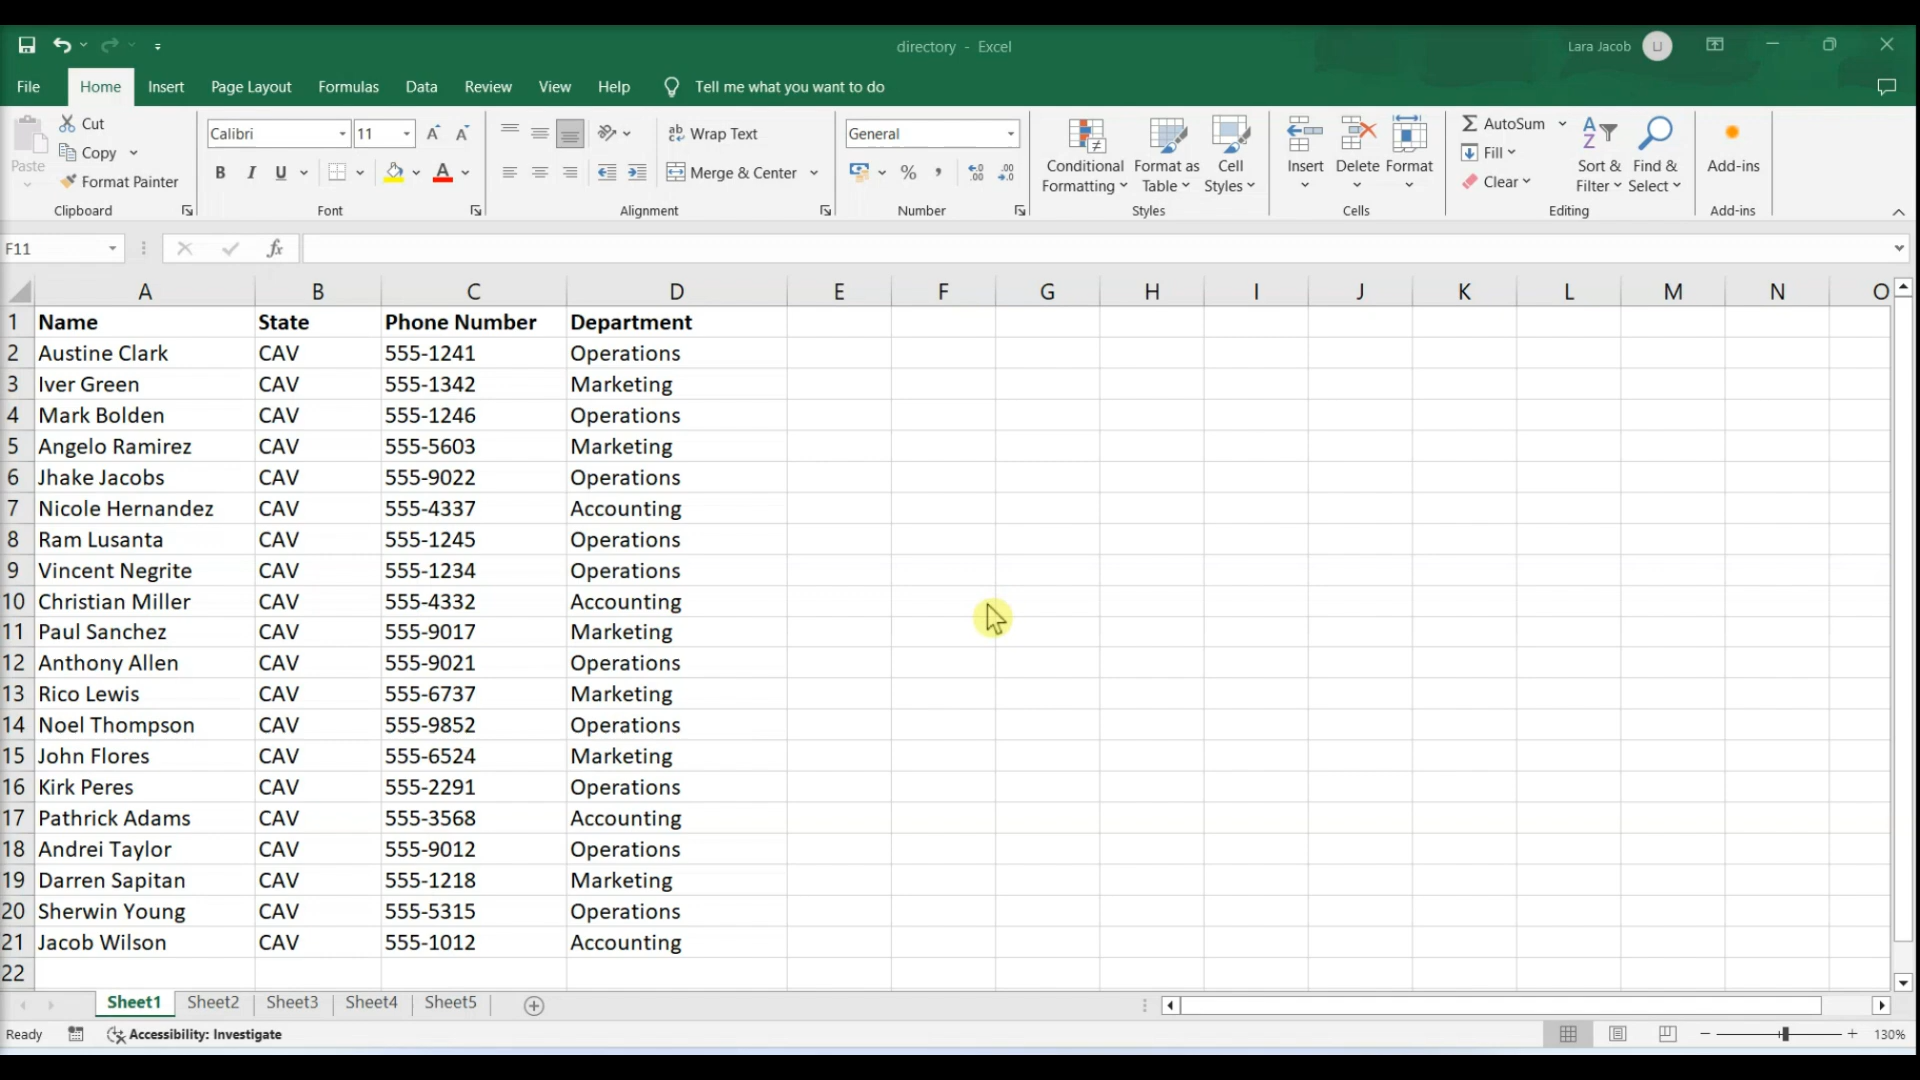 directory - Excel
Lara Jacob LJ
File Home Insert Page Layout Formulas Data Review View Help Tell me what you want to do
Paste Cut Copy Format Painter Clipboard
Calibri 11 B I U A Font
Wrap Text Merge & Center Alignment
General % , Number
Conditional Formatting Format as Table Cell Styles Styles
Insert Delete Format Cells
AutoSum Fill Clear Sort & Filter Find & Select Editing
Add-ins Add-ins
F11 fx
A B C D E F G H I J K L M N O
1 Name State Phone Number Department
2 Austine Clark CAV 555-1241 Operations
3 Iver Green CAV 555-1342 Marketing
4 Mark Bolden CAV 555-1246 Operations
5 Angelo Ramirez CAV 555-5603 Marketing
6 Jhake Jacobs CAV 555-9022 Operations
7 Nicole Hernandez CAV 555-4337 Accounting
8 Ram Lusanta CAV 555-1245 Operations
9 Vincent Negrite CAV 555-1234 Operations
10 Christian Miller CAV 555-4332 Accounting
11 Paul Sanchez CAV 555-9017 Marketing
12 Anthony Allen CAV 555-9021 Operations
13 Rico Lewis CAV 555-6737 Marketing
14 Noel Thompson CAV 555-9852 Operations
15 John Flores CAV 555-6524 Marketing
16 Kirk Peres CAV 555-2291 Operations
17 Pathrick Adams CAV 555-3568 Accounting
18 Andrei Taylor CAV 555-9012 Operations
19 Darren Sapitan CAV 555-1218 Marketing
20 Sherwin Young CAV 555-5315 Operations
21 Jacob Wilson CAV 555-1012 Accounting
22
Sheet1 Sheet2 Sheet3 Sheet4 Sheet5
Ready Accessibility: Investigate 130%